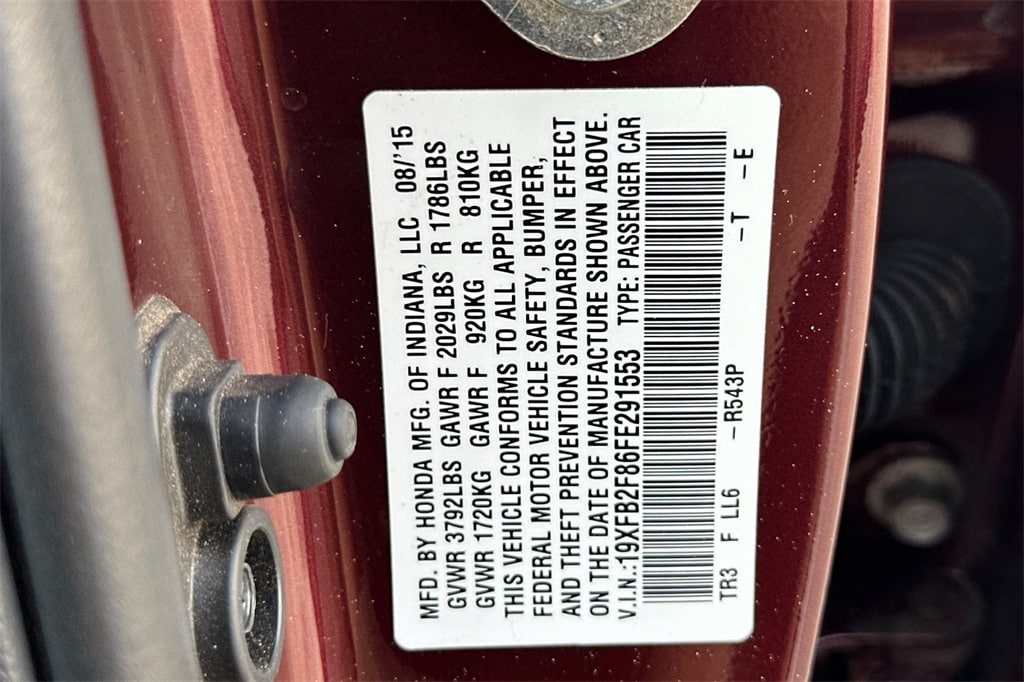 MFD. BY HONDA MFG. OF INDIANA, LLC 08/'15
GVWR 3792LBS GAWR F 2029LBS R 1786LBS
GVWR 1720KG GAWR F 920KG R 810KG
THIS VEHICLE CONFORMS TO ALL APPLICABLE
FEDERAL MOTOR VEHICLE SAFETY, BUMPER,
AND THEFT PREVENTION STANDARDS IN EFFECT
ON THE DATE OF MANUFACTURE SHOWN ABOVE.
V.I.N.:19XFB2F86FE291553 TYPE: PASSENGER CAR
TR3 F LL6 -R543P -T -E